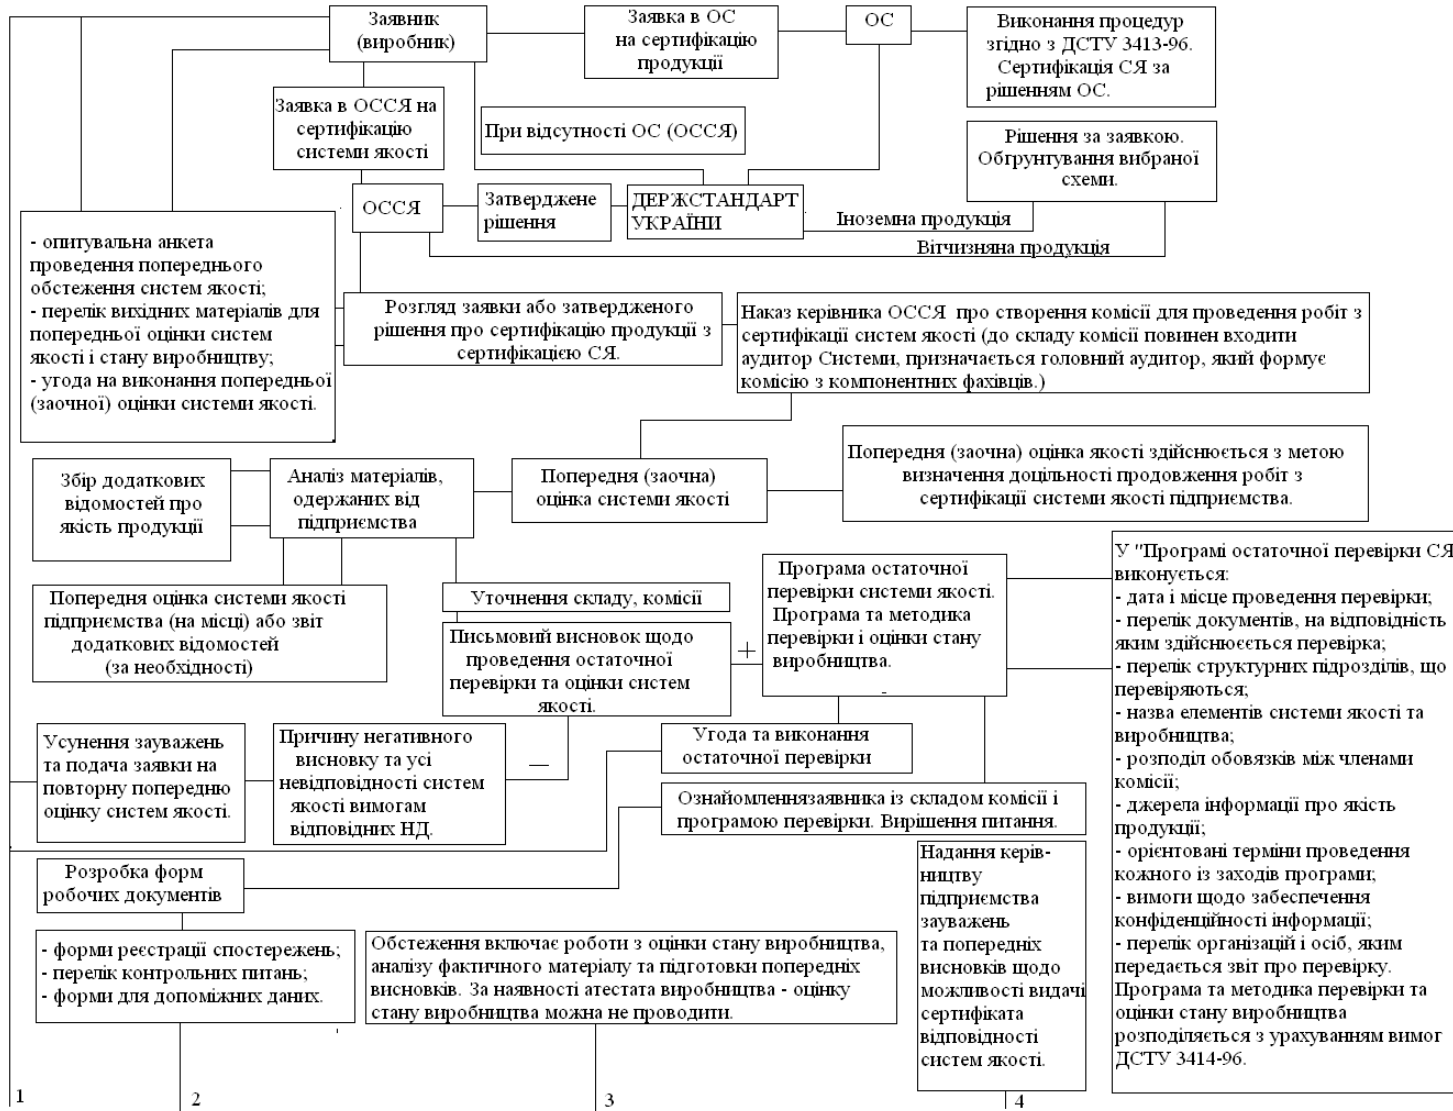 Заявник
(виробник)
Заявка в ОС
на сертифікацію
продукції
ОС
Виконання процедур
згідно з ДСТУ 3413-96.
Сертифікація СЯ за
рішенням ОС.
Заявка в ОССЯ на
сертифікацію
системи якості
При відсутності ОС (ОССЯ)
Рішення за заявкою.
Обгрунтування вибраної
схеми.
ОССЯ
Затверджене
рішення
ДЕРЖСТАНДАРТ
УКРАЇНИ
Іноземна продукція
Вітчизняна продукція
- опитувальна анкета
проведення попереднього
обстеження систем якості;
- перелік вихідних матеріалів для
попередньої оцінки систем
якості і стану виробництву;
- угода на виконання попередньої
(заочної) оцінки системи якості.
Розгляд заявки або затвердженого
рішення про сертифікацію продукції з
сертифікацією СЯ.
Наказ керівника ОССЯ про створення комісії для проведення робіт з
сертифікації систем якості (до складу комісії повинен входити
аудитор Системи, призначається головний аудитор, який формує
комісію з компонентних фахівців.)
Збір додаткових
відомостей про
якість продукції
Аналіз матеріалів,
одержаних від
підприємства
Попередня (заочна)
оцінка системи якості
Попередня (заочна) оцінка якості здійснюється з метою
визначення доцільності продовження робіт з
сертифікації системи якості підприємства.
Попередня оцінка системи якості
підприємства (на місці) або звіт
додаткових відомостей
(за необхідності)
Уточнення складу, комісії
Письмовий висновок щодо
проведення остаточної
перевірки та оцінки систем
якості.
+
Програма остаточної
перевірки системи якості.
Програма та методика
перевірки і оцінки стану
виробництва.
-
У "Програмі остаточної перевірки СЯ
виконується:
- дата і місце проведення перевірки;
- перелік документів, на відповідність
яким здійснюється перевірка;
- перелік структурних підрозділів, що
перевіряються;
- назва елементів системи якості та
виробництва;
- розподіл обовязків між членами
комісії;
- джерела інформації про якість
продукції;
- орієнтовані терміни проведення
кожного із заходів програми;
- вимоги щодо забеспечення
конфіденційності інформації;
- перелік організацій і осіб, яким
передається звіт про перевірку.
Програма та методика перевірки та
оцінки стану виробництва
розподіляється з урахуванням вимог
ДСТУ 3414-96.
Усунення зауважень
та подача заявки на
повторну попередню
оцінку систем якості.
Причину негативного
висновку та усі
невідповідності систем
якості вимогам
відповідних НД.
—
Угода та виконання
остаточної перевірки
Ознайомленнязаявника із складом комісії і
програмою перевірки. Вирішення питання.
Розробка форм
робочих документів
Надання керів-
ництву
підприємства
зауважень
та попередніх
висновків щодо
можливості видачі
сертифіката
відповідності
систем якості.
- форми реєстрації спостережень;
- перелік контрольних питань;
- форми для допоміжних даних.
Обстеження включає роботи з оцінки стану виробництва,
аналізу фактичного матеріалу та підготовки попередніх
висновків. За наявності атестата виробництва - оцінку
стану виробництва можна не проводити.
1
2
3
4